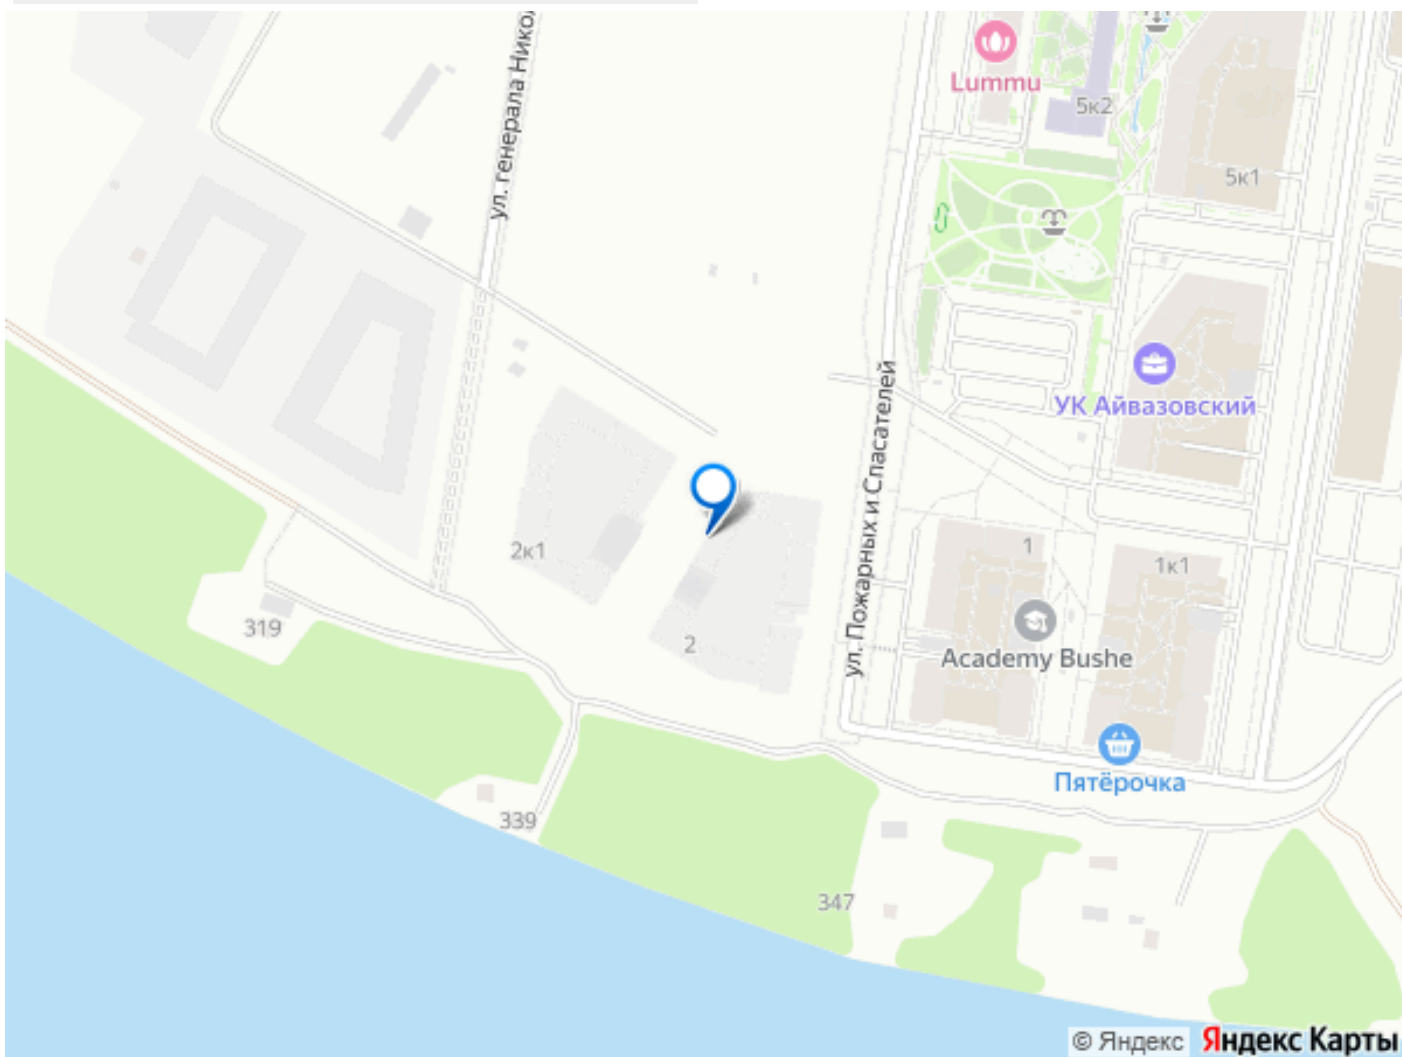 Lummu
5к2
5к1
ул. генерала Никол
УК Айвазовский
ул. Пожарных и Спасателей
2к1
1
1к1
319
2
Academy Bushe
Пятёрочка
339
347
© Яндекс Яндекс Карты